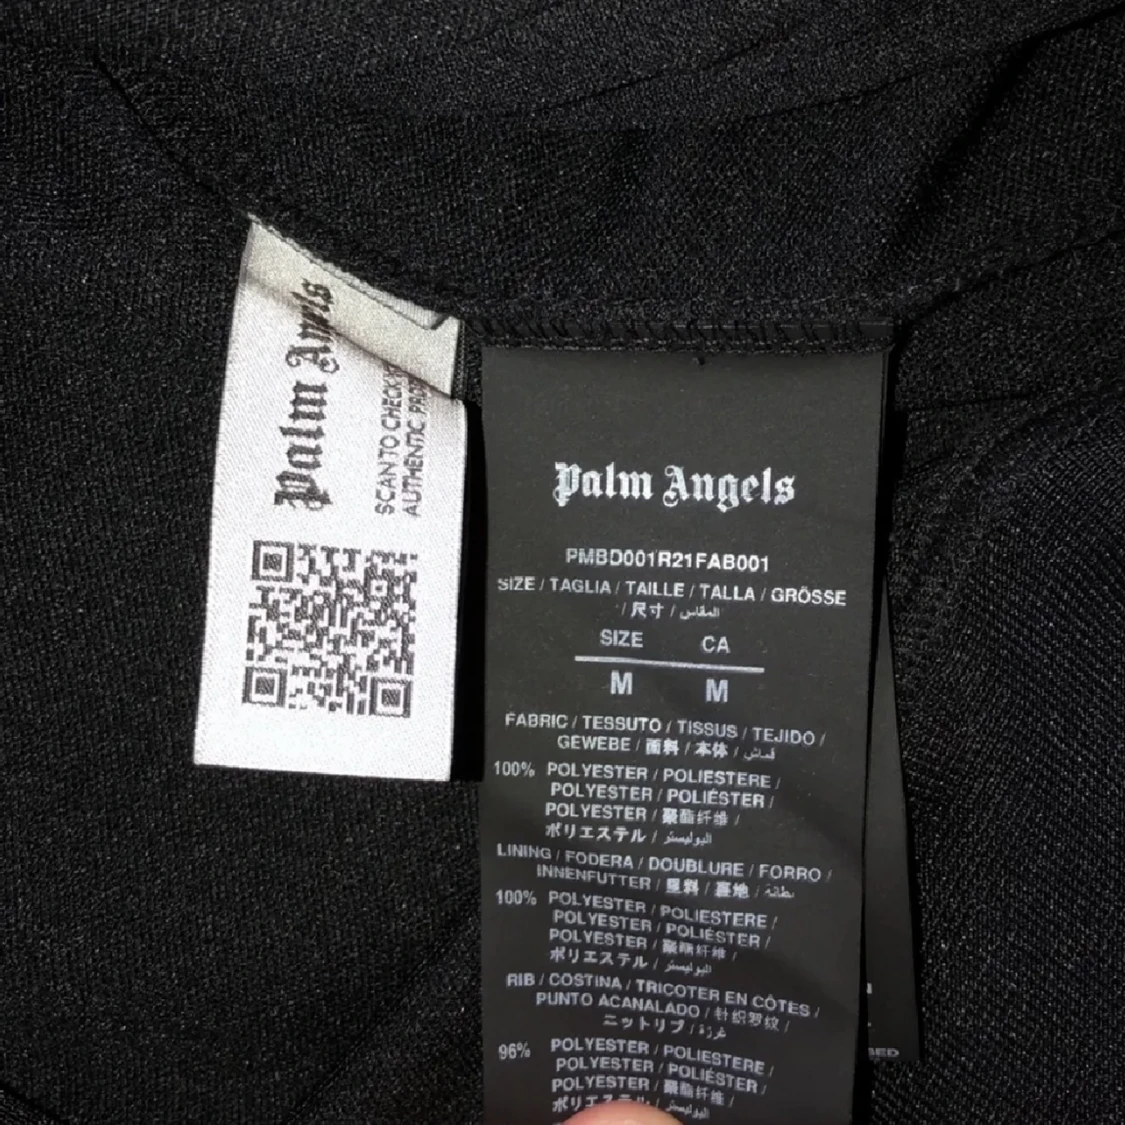 Palm Angels
SCAN TO CHECK
AUTHENTIC
Palm Angels
PMBD001R21FAB001
SIZE / TAGLIA / TAILLE / TALLA / GRÖSSE
/ 尺寸 / المقاس
SIZE CA
M M
FABRIC / TESSUTO / TISSUS / TEJIDO /
GEWEBE / 面料 / 本体 / قماش
100% POLYESTER / POLIESTERE /
POLYESTER / POLIÉSTER /
POLYESTER / 聚酯纤维 /
ポリエステル / البوليستر
LINING / FODERA / DOUBLURE / FORRO /
INNENFUTTER / 里料 / 裏地 / بطانة
100% POLYESTER / POLIESTERE /
POLYESTER / POLIÉSTER /
POLYESTER / 聚酯纤维 /
ポリエステル / البوليستر
RIB / COSTINA / TRICOTER EN CÔTES /
PUNTO ACANALADO / 针织罗纹 /
ニットリブ / غرزة
96% POLYESTER / POLIESTERE /
POLYESTER / POLIÉSTER /
POLYESTER / 聚酯纤维 /
البوليستر